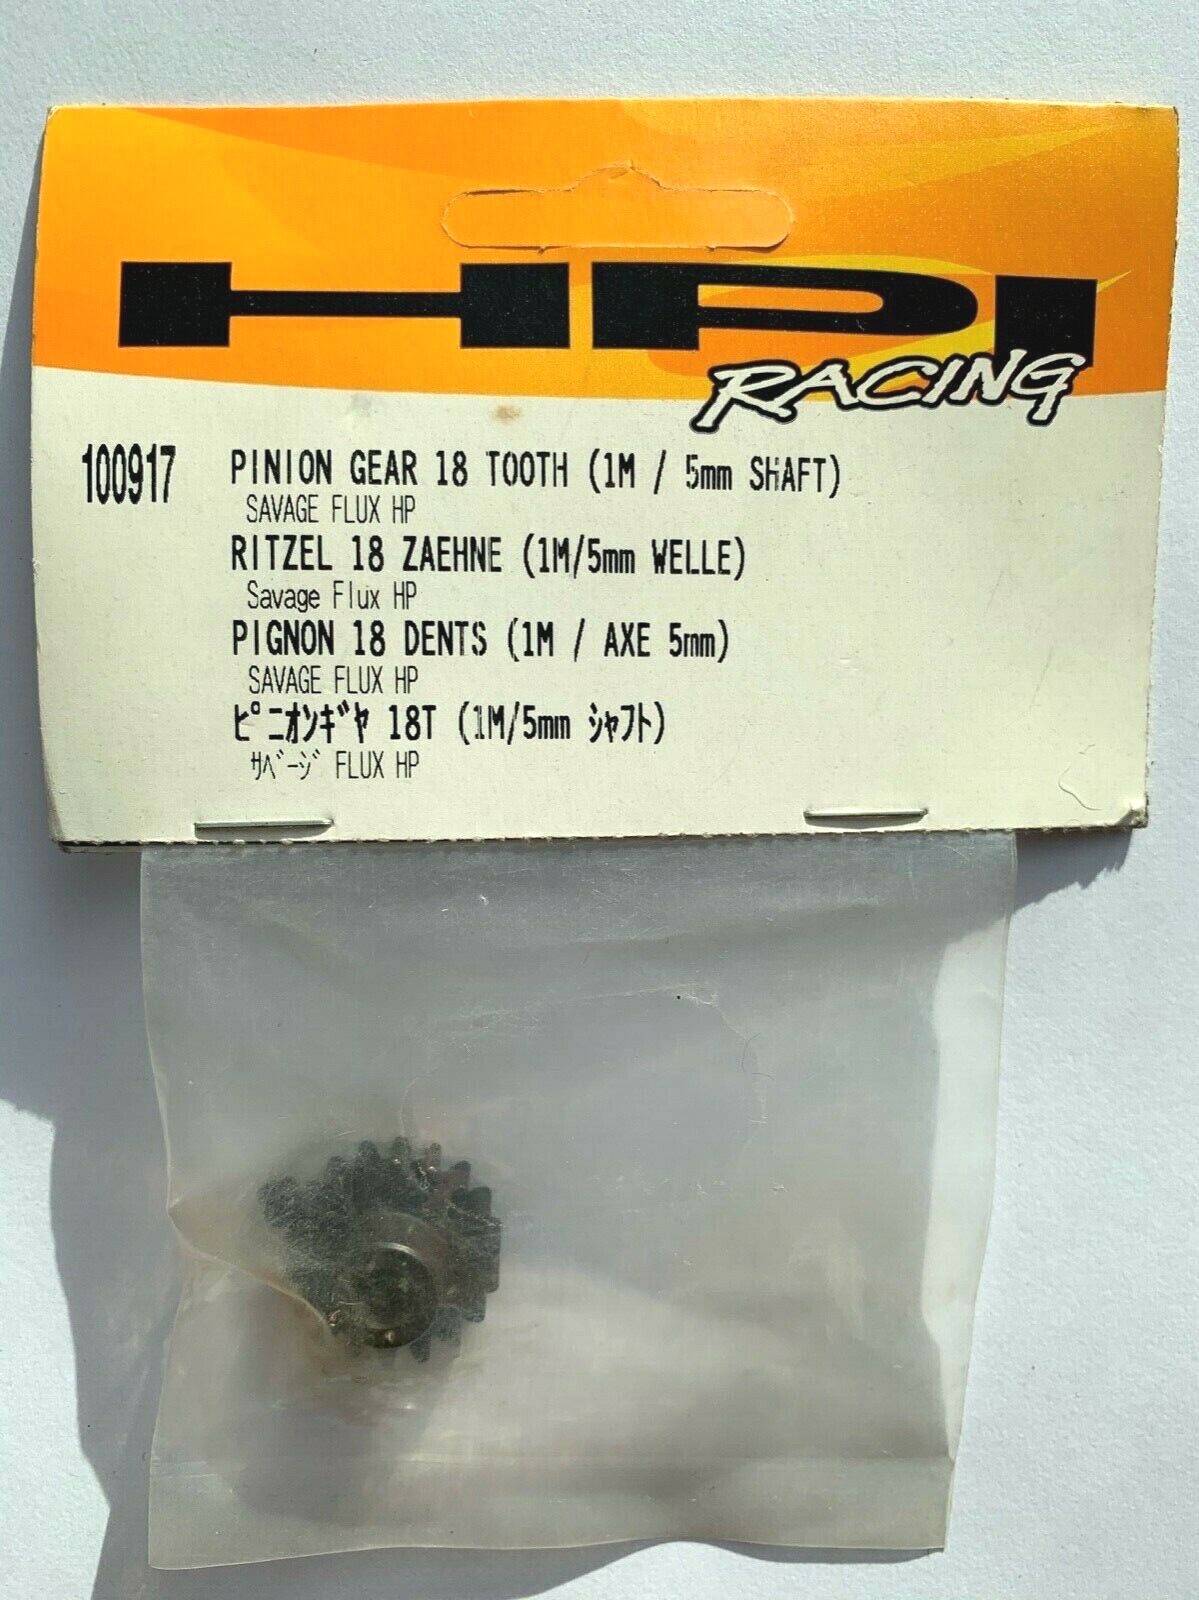 HPI
RACING
100917 PINION GEAR 18 TOOTH (1M / 5mm SHAFT)
SAVAGE FLUX HP
RITZEL 18 ZAEHNE (1M/5mm WELLE)
Savage Flux HP
PIGNON 18 DENTS (1M / AXE 5mm)
SAVAGE FLUX HP
ﾋﾟﾆｵﾝｷﾞﾔ 18T (1M/5mm ｼｬﾌﾄ)
ｻﾍﾞｰｼﾞ FLUX HP